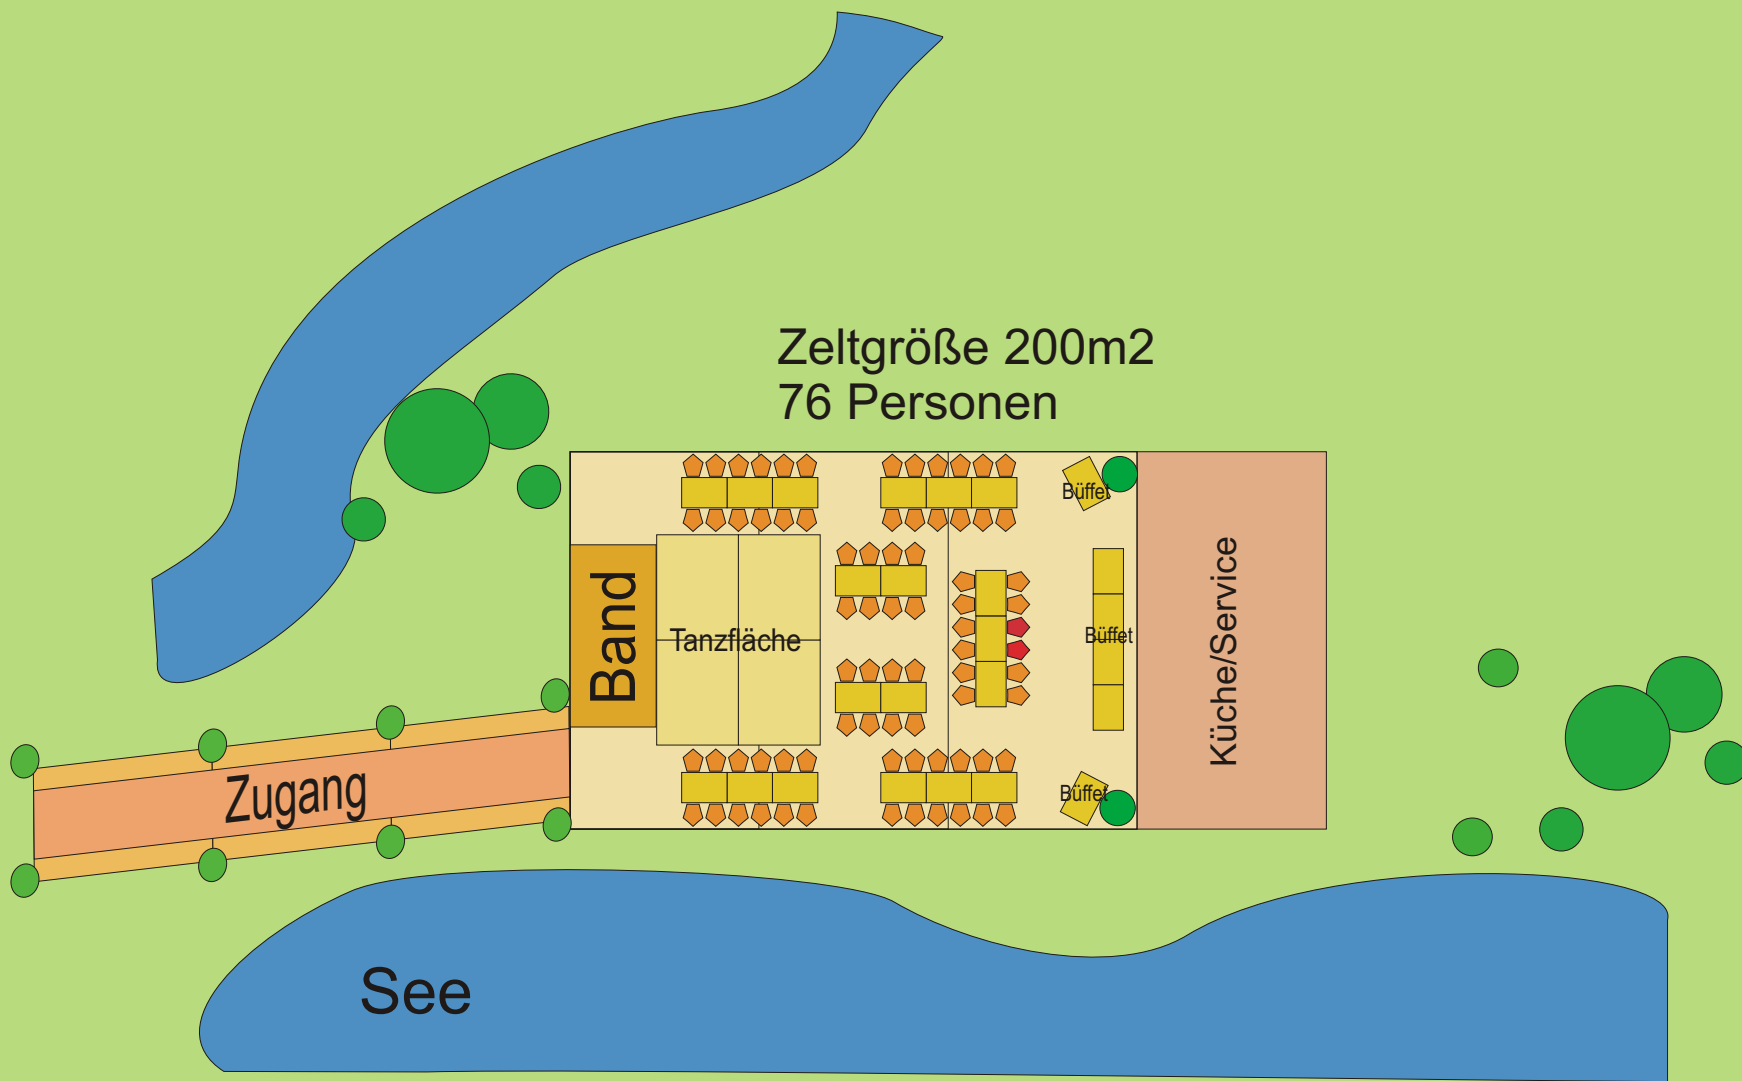 Zeltgröße 200m2
76 Personen
Büffet
Band
Tanzfläche
Büffet
Küche/Service
Zugang
Büffet
See